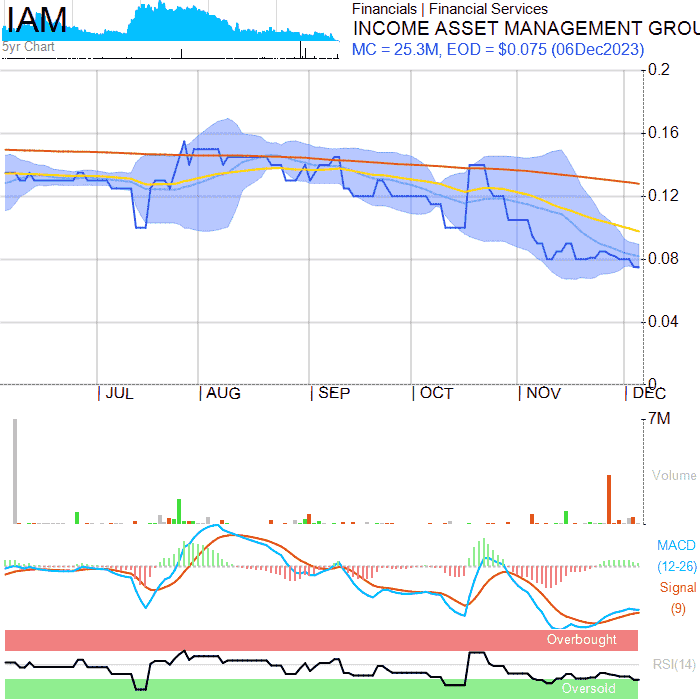 IAM
5yr Chart
Financials | Financial Services
INCOME ASSET MANAGEMENT GROU
MC = 25.3M, EOD = $0.075 (06Dec2023)
0.2
0.16
0.12
0.08
0.04
0
JUL
AUG
SEP
OCT
NOV
DEC
7M
Volume
MACD
(12-26)
Signal
(9)
Overbought
RSI(14)
Oversold